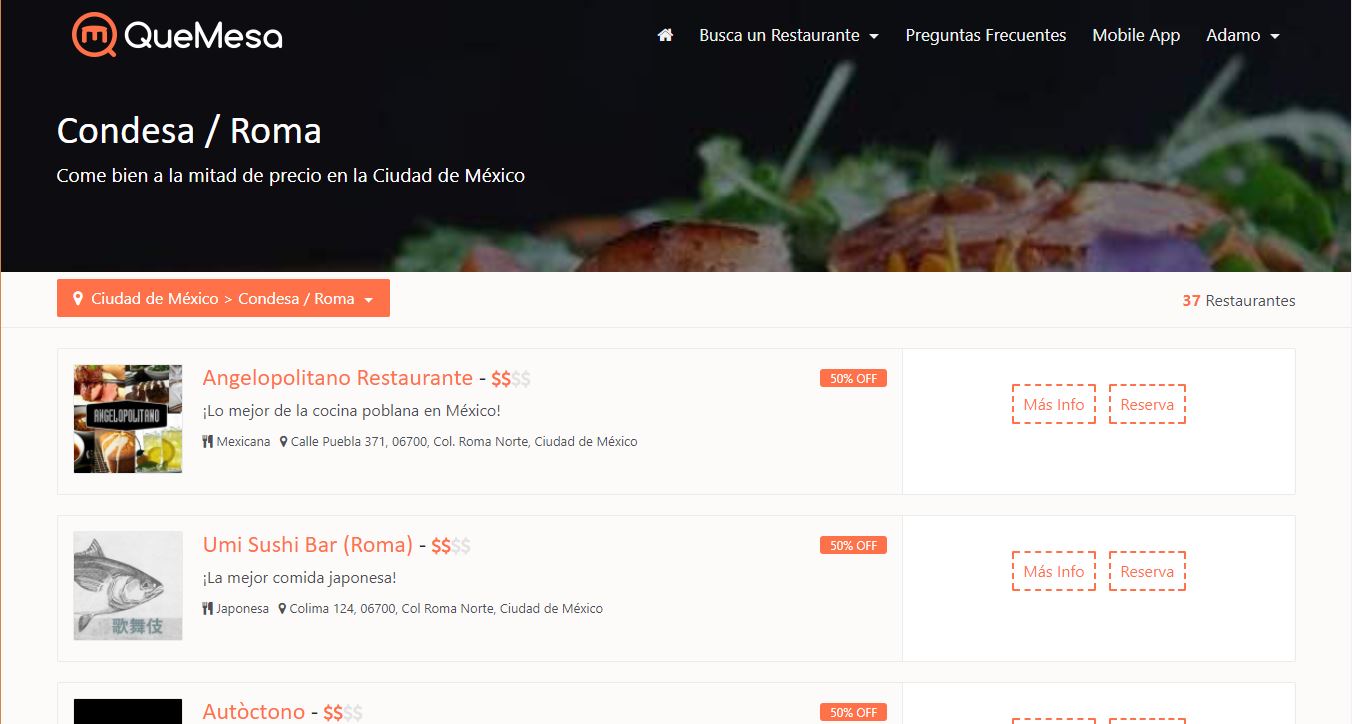 QueMesa
Busca un Restaurante
Preguntas Frecuentes
Mobile App
Adamo
Condesa / Roma
Come bien a la mitad de precio en la Ciudad de México
Ciudad de México > Condesa / Roma
37 Restaurantes
ANGELOPOLITANO
Angelopolitano Restaurante - $$$$
50% OFF
¡Lo mejor de la cocina poblana en México!
Mexicana Calle Puebla 371, 06700, Col. Roma Norte, Ciudad de México
Más Info
Reserva
歌舞伎
Umi Sushi Bar (Roma) - $$$$
50% OFF
¡La mejor comida japonesa!
Japonesa Colima 124, 06700, Col Roma Norte, Ciudad de México
Más Info
Reserva
Autòctono - $$$$
50% OFF